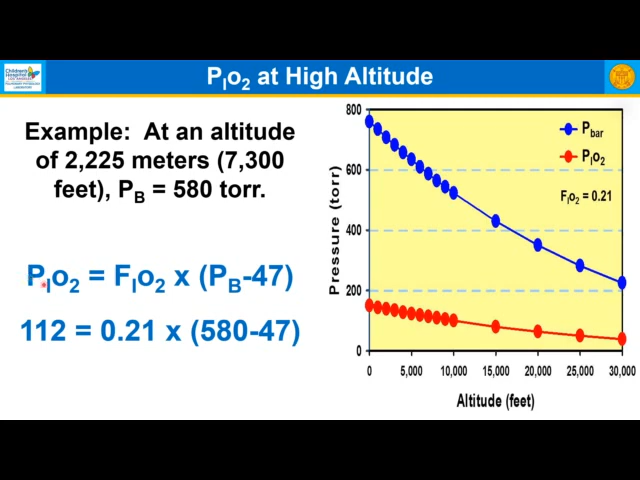 Children's
Hospital
LOS ANGELES
PIO2 at High Altitude
Example: At an altitude
of 2,225 meters (7,300
feet), PB = 580 torr.
PIO2 = FIO2 x (PB-47)
112 = 0.21 x (580-47)
Pressure (torr)
800
600
400
200
0
Pbar
PIO2
FIO2 = 0.21
0 5,000 10,000 15,000 20,000 25,000 30,000
Altitude (feet)